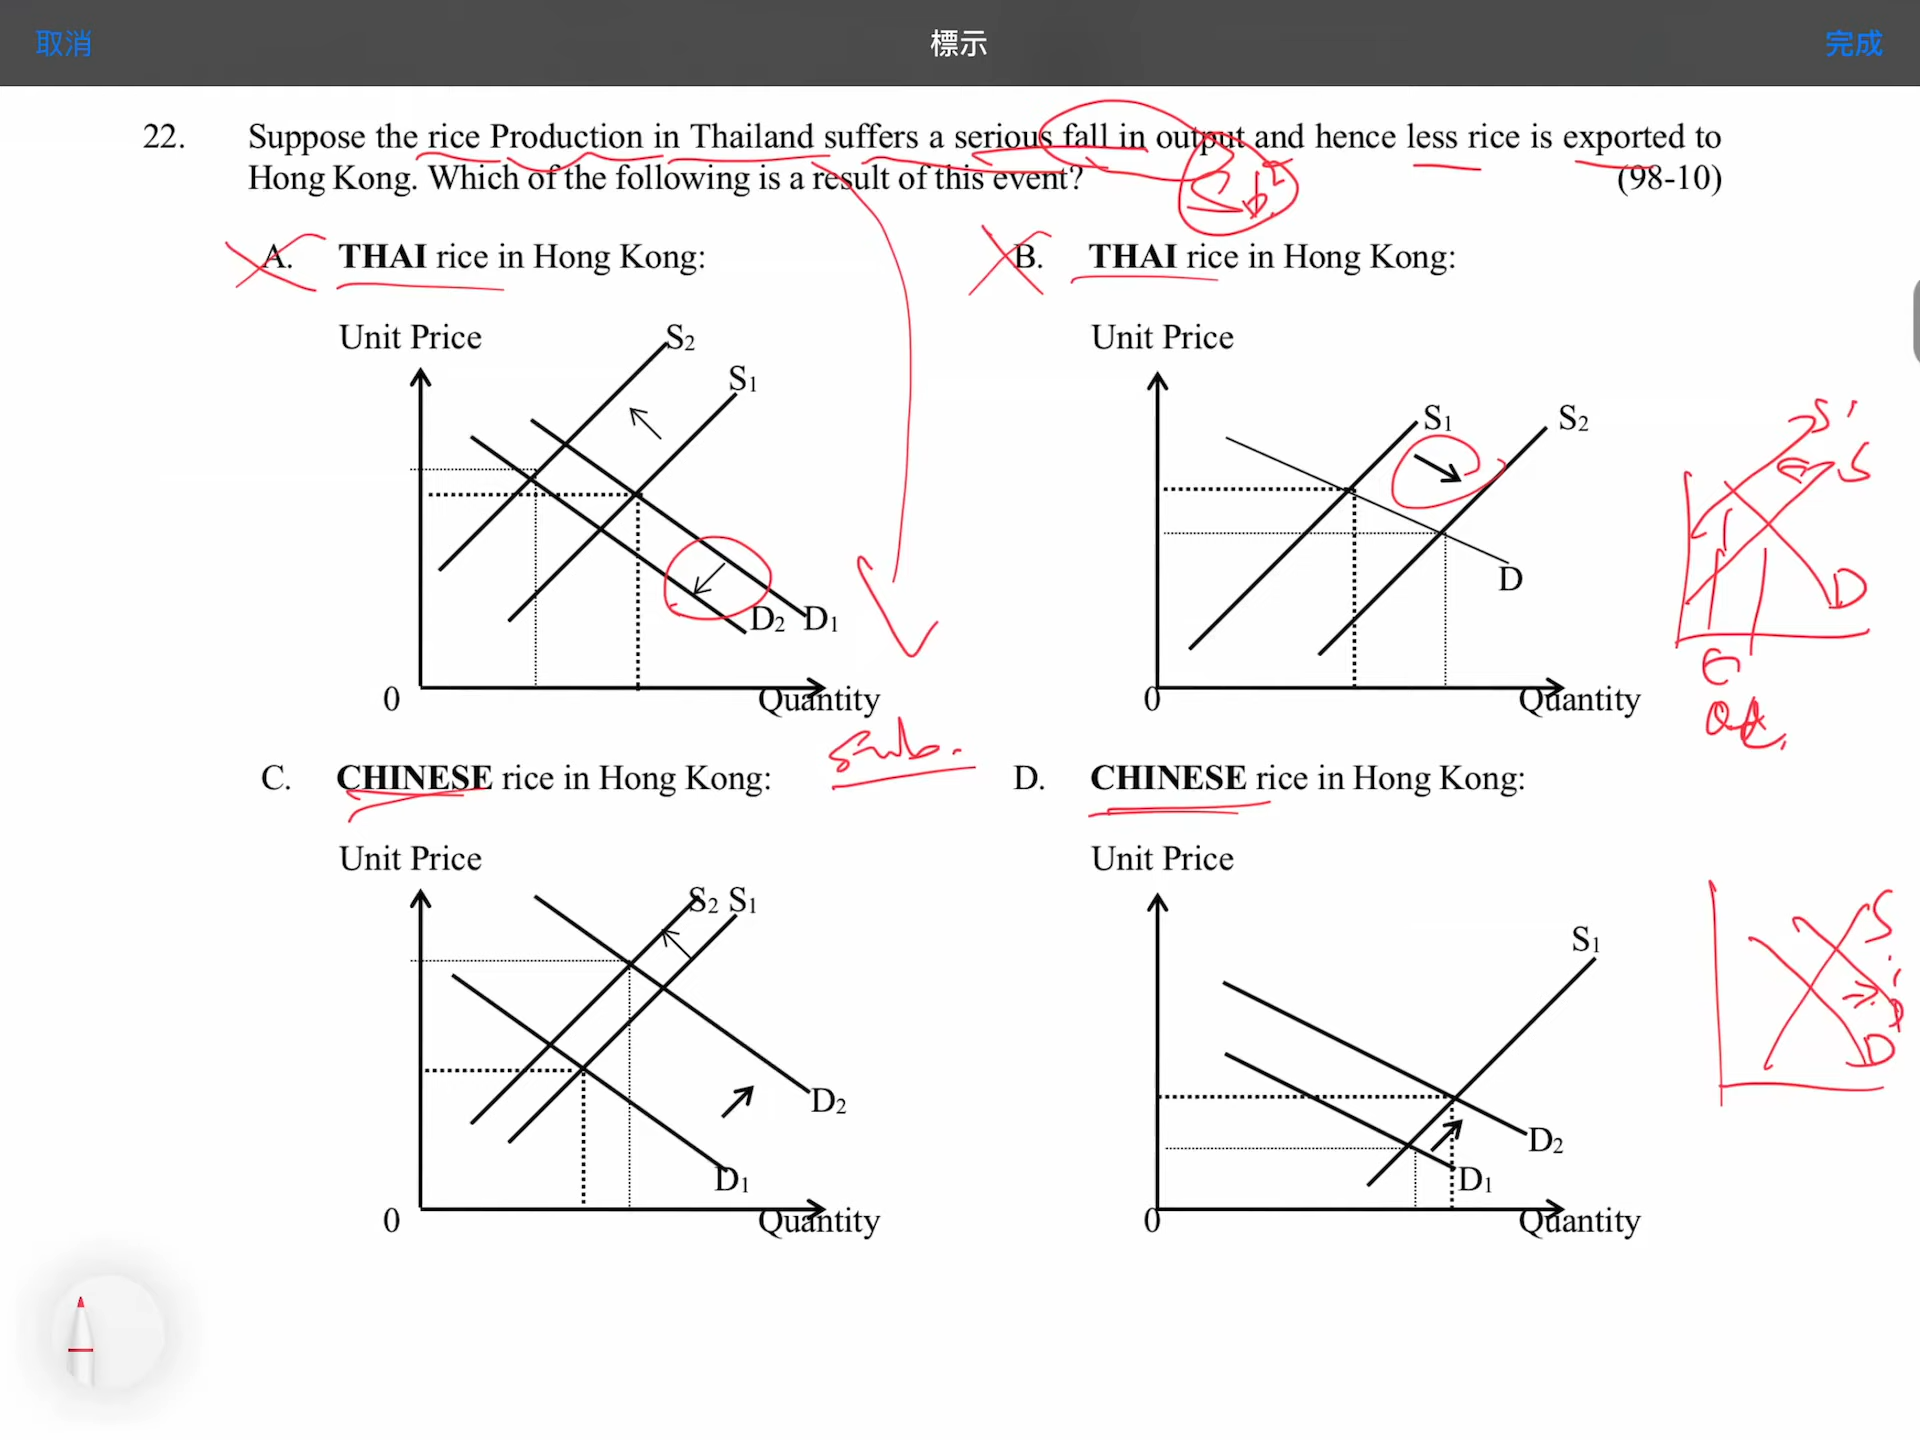 取消 標示 完成
22. Suppose the rice Production in Thailand suffers a serious fall in output and hence less rice is exported to
Hong Kong. Which of the following is a result of this event? (98-10)
A. THAI rice in Hong Kong:
B. THAI rice in Hong Kong:
Unit Price
S2
S1
D2 D1
0
Quantity
Unit Price
S1
S2
D
0
Quantity
S'
S
D
sub.
C. CHINESE rice in Hong Kong:
D. CHINESE rice in Hong Kong:
Unit Price
S2 S1
D2
D1
0
Quantity
Unit Price
S1
D2
D1
0
Quantity
S
D